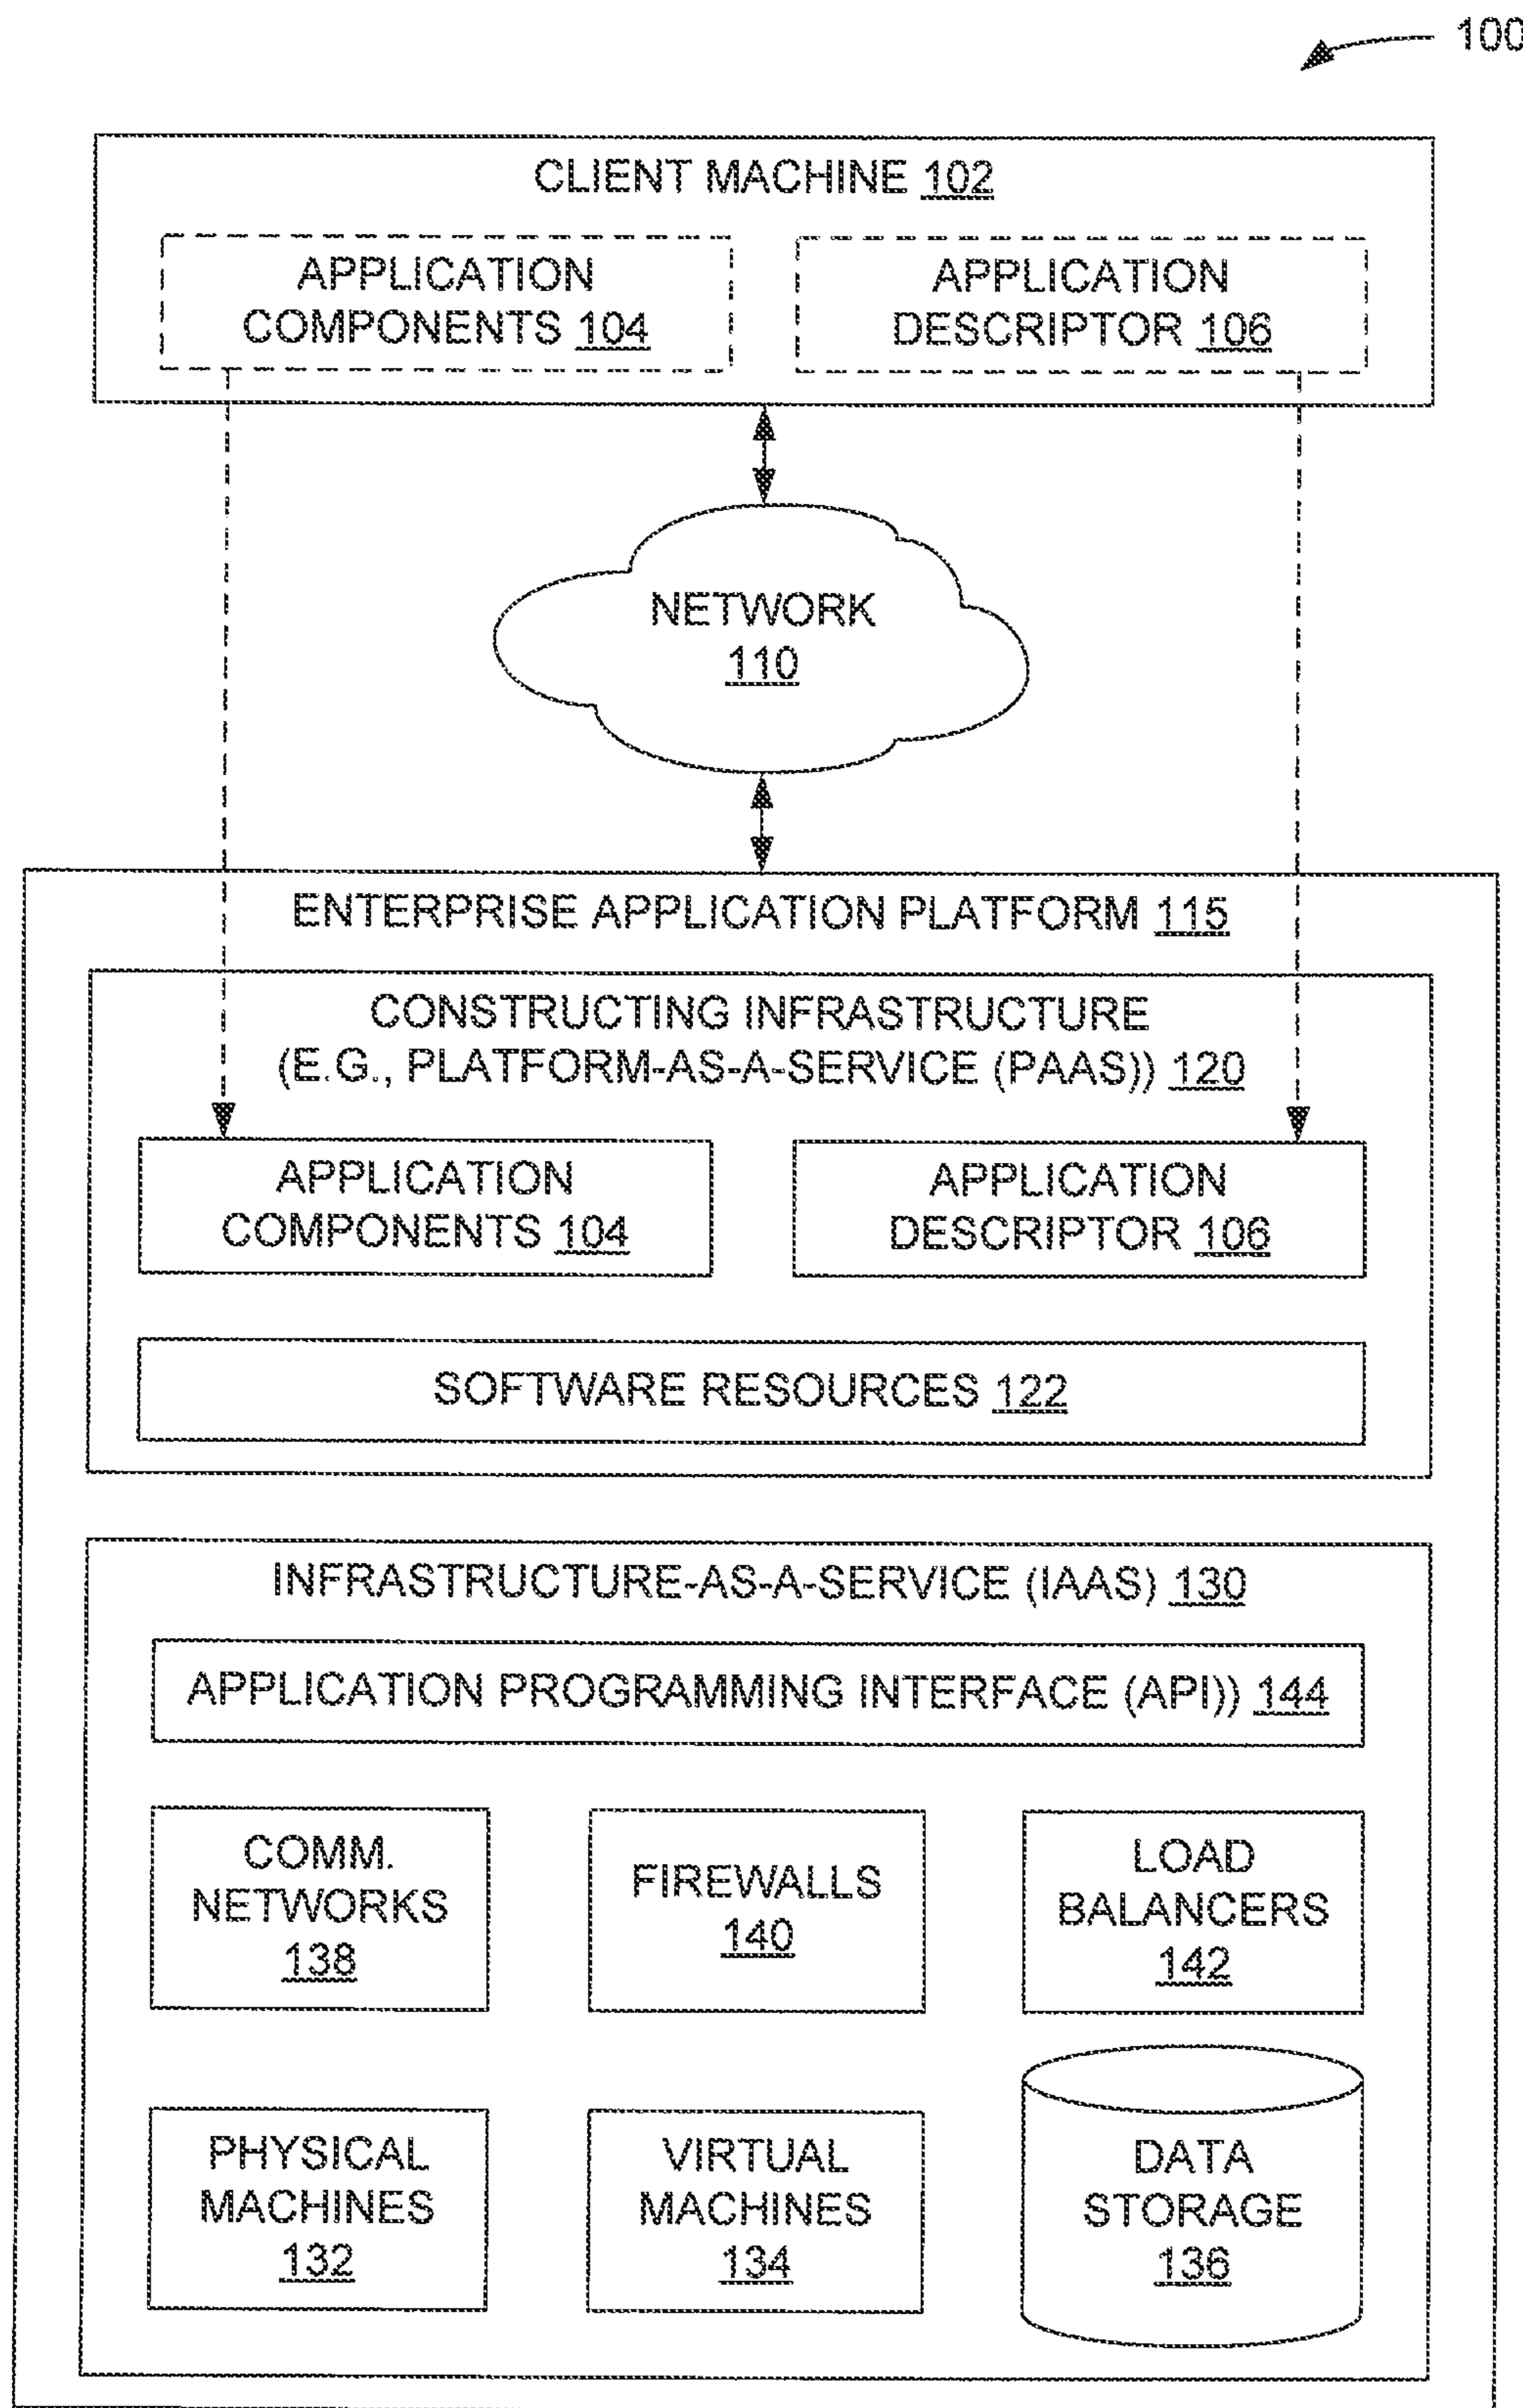 100
CLIENT MACHINE 102
APPLICATION
COMPONENTS 104
APPLICATION
DESCRIPTOR 106
NETWORK
110
ENTERPRISE APPLICATION PLATFORM 115
CONSTRUCTING INFRASTRUCTURE
(E.G., PLATFORM-AS-A-SERVICE (PAAS)) 120
APPLICATION
COMPONENTS 104
APPLICATION
DESCRIPTOR 106
SOFTWARE RESOURCES 122
INFRASTRUCTURE-AS-A-SERVICE (IAAS) 130
APPLICATION PROGRAMMING INTERFACE (API)) 144
COMM.
NETWORKS
138
FIREWALLS
140
LOAD
BALANCERS
142
PHYSICAL
MACHINES
132
VIRTUAL
MACHINES
134
DATA
STORAGE
136